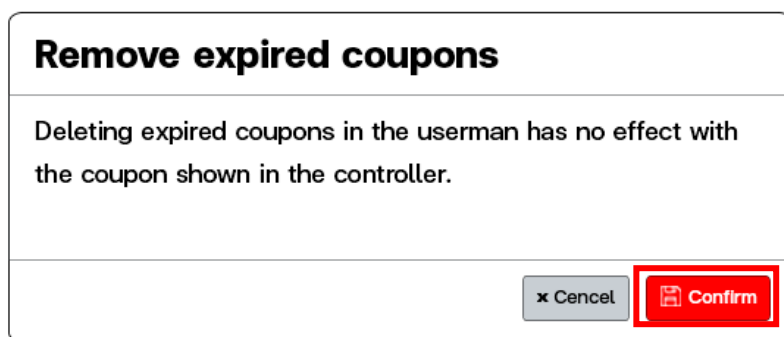 Remove expired coupons
Deleting expired coupons in the userman has no effect with
the coupon shown in the controller.
× Cencel
Confirm